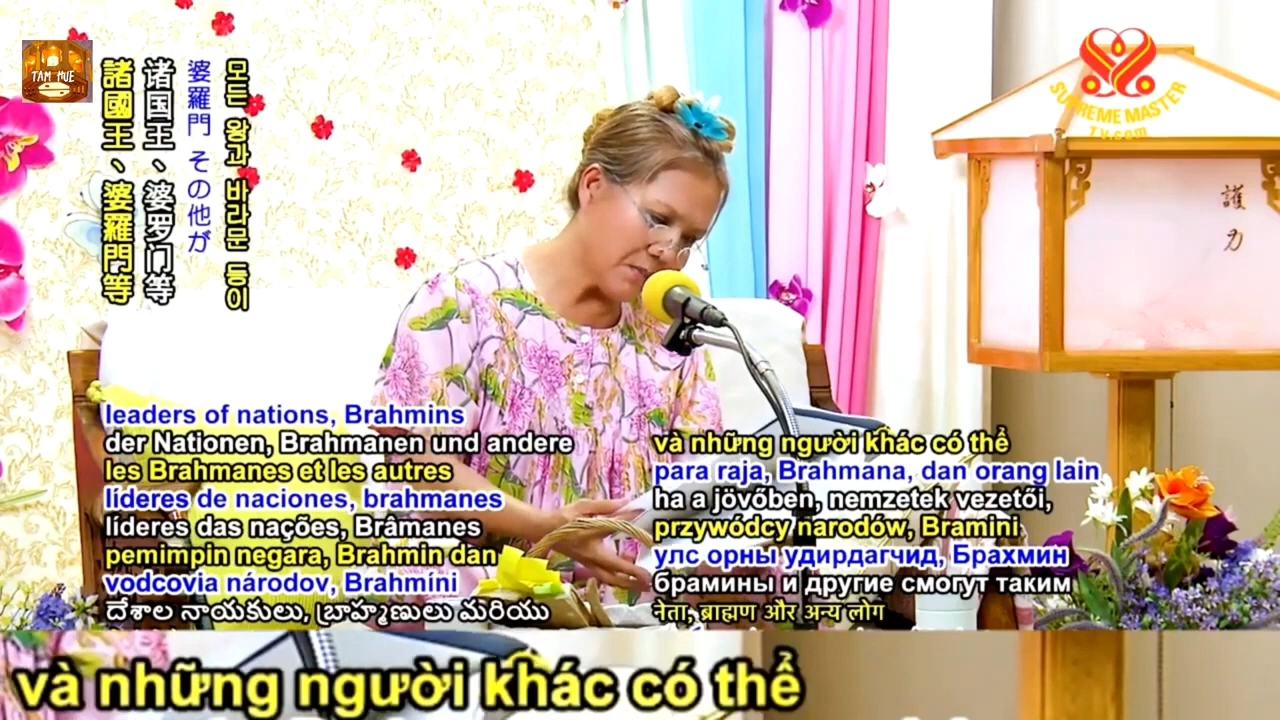 TAM HUE
諸國王、婆羅門等
诸国王、婆罗门等
婆羅門 その他が
모든 왕과 바라문 등이
SUPREME MASTER
TV.com
護力
leaders of nations, Brahmins
der Nationen, Brahmanen und andere
les Brahmanes et les autres
líderes de naciones, brahmanes
líderes das nações, Brâmanes
pemimpin negara, Brahmin dan
vodcovia národov, Brahmíni
దేశాల నాయకులు, బ్రాహ్మణులు మరియు
và những người khác có thể
para raja, Brahmana, dan orang lain
ha a jövőben, nemzetek vezetői,
przywódcy narodów, Bramini
улс орны удирдагчид, Брахмин
брамины и другие смогут таким
नेता, ब्राह्मण और अन्य लोग
và những người khác có thể